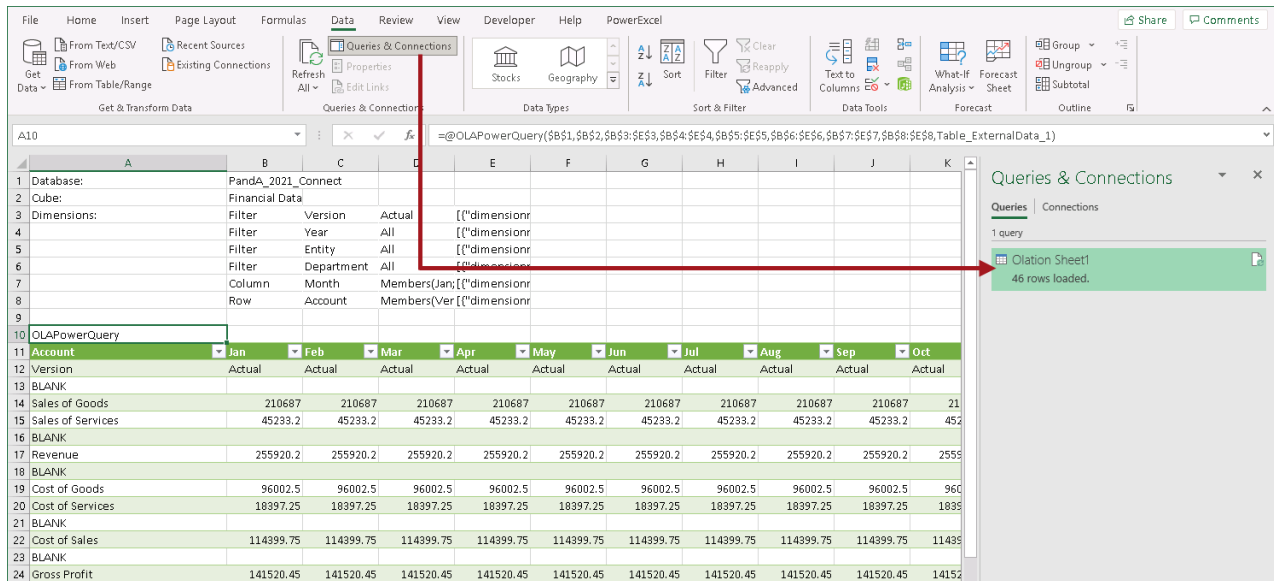 File Home Insert Page Layout Formulas Data Review View Developer Help PowerExcel Share Comments
From Text/CSV Recent Sources Queries & Connections Clear Group
Get Data From Web Existing Connections Refresh All Properties Stocks Geography Sort Filter Reapply Text to Columns What-If Analysis Forecast Sheet Ungroup
From Table/Range Edit Links Advanced Subtotal
Get & Transform Data Queries & Connections Data Types Sort & Filter Data Tools Forecast Outline
A10 fx =@OLAPowerQuery($B$1,$B$2,$B$3:$E$3,$B$4:$E$4,$B$5:$E$5,$B$6:$E$6,$B$7:$E$7,$B$8:$E$8,Table_ExternalData_1)
A B C D E F G H I J K
1 Database: PandA_2021_Connect
2 Cube: Financial Data
3 Dimensions: Filter Version Actual [{"dimensionr
4 Filter Year All [{"dimensionr
5 Filter Entity All [{"dimensionr
6 Filter Department All [{"dimensionr
7 Column Month Members(Jan; [{"dimensionr
8 Row Account Members(Ver [{"dimensionr
9
10 OLAPowerQuery
11 Account Jan Feb Mar Apr May Jun Jul Aug Sep Oct
12 Version Actual Actual Actual Actual Actual Actual Actual Actual Actual Actual
13 BLANK
14 Sales of Goods 210687 210687 210687 210687 210687 210687 210687 210687 210687 21
15 Sales of Services 45233.2 45233.2 45233.2 45233.2 45233.2 45233.2 45233.2 45233.2 45233.2 452
16 BLANK
17 Revenue 255920.2 255920.2 255920.2 255920.2 255920.2 255920.2 255920.2 255920.2 255920.2 2559
18 BLANK
19 Cost of Goods 96002.5 96002.5 96002.5 96002.5 96002.5 96002.5 96002.5 96002.5 96002.5 960
20 Cost of Services 18397.25 18397.25 18397.25 18397.25 18397.25 18397.25 18397.25 18397.25 18397.25 1839
21 BLANK
22 Cost of Sales 114399.75 114399.75 114399.75 114399.75 114399.75 114399.75 114399.75 114399.75 114399.75 11439
23 BLANK
24 Gross Profit 141520.45 141520.45 141520.45 141520.45 141520.45 141520.45 141520.45 141520.45 141520.45 14152
Queries & Connections
Queries Connections
1 query
Olation Sheet1
46 rows loaded.